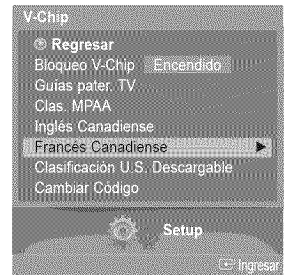 V-Chip
Regresar
Bloqueo V-Chip Encendido
Guías pater. TV
Clas. MPAA
Inglés Canadiense
Francés Canadiense
Clasificación U.S. Descargable
Cambiar Código
Setup
Ingresar